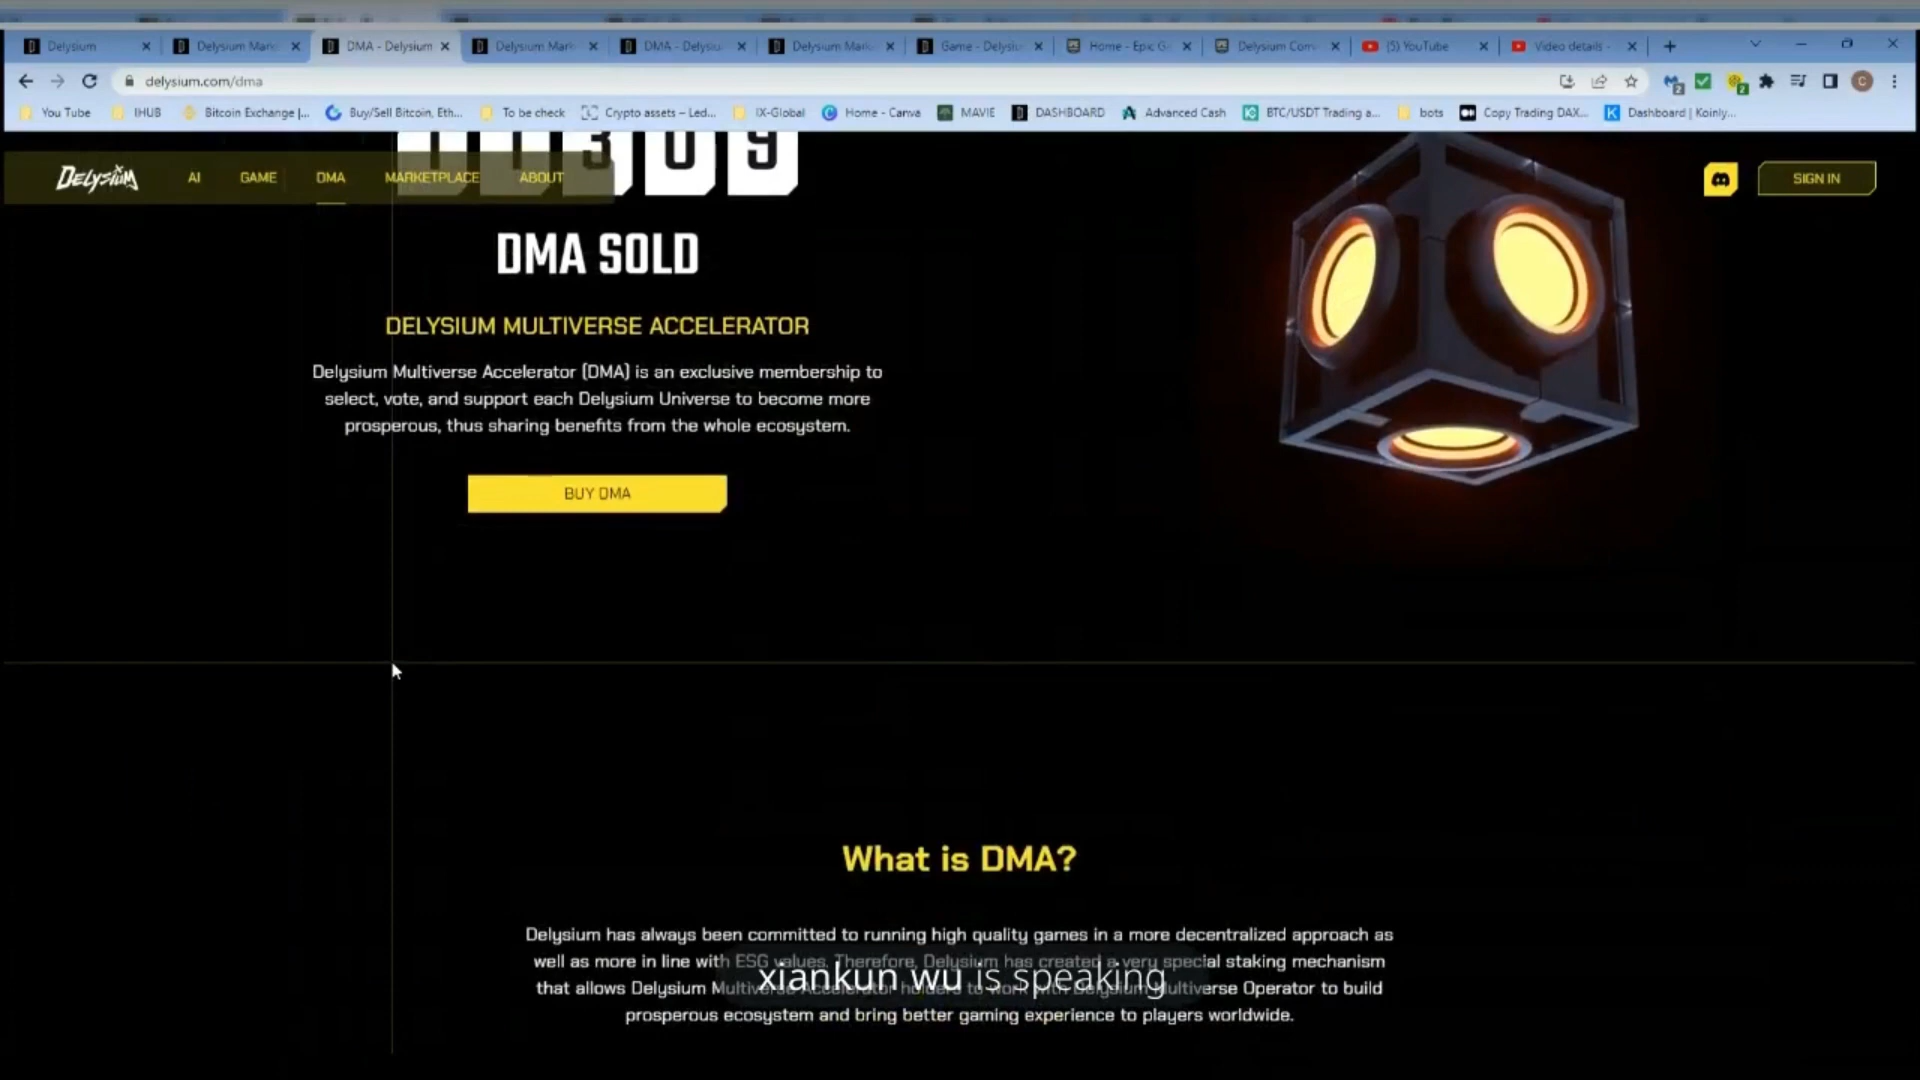 Delysium
Delysium Mark
DMA - Delysium
Delysium Mark
DMA - Delysiu
Delysium Mark
Game - Delysiu
Home - Epic G
Delysium Com
(5) YouTube
Video details -
delysium.com/dma
You Tube
IHUB
Bitcoin Exchange |...
Buy/Sell Bitcoin, Eth...
To be check
Crypto assets – Led...
IX-Global
Home - Canva
MAVIE
DASHBOARD
Advanced Cash
BTC/USDT Trading a...
bots
Copy Trading DAX...
Dashboard | Koinly...
DELYSIUM
AI
GAME
DMA
MARKETPLACE
ABOUT
SIGN IN
DMA SOLD
DELYSIUM MULTIVERSE ACCELERATOR
Delysium Multiverse Accelerator (DMA) is an exclusive membership to
select, vote, and support each Delysium Universe to become more
prosperous, thus sharing benefits from the whole ecosystem.
BUY DMA
What is DMA?
Delysium has always been committed to running high quality games in a more decentralized approach as
well as more in line with ESG values. Therefore, Delysium has created a very special staking mechanism
xiankun wu is speaking
that allows Delysium Multiverse Accelerator holders to work with Delysium Multiverse Operator to build
prosperous ecosystem and bring better gaming experience to players worldwide.